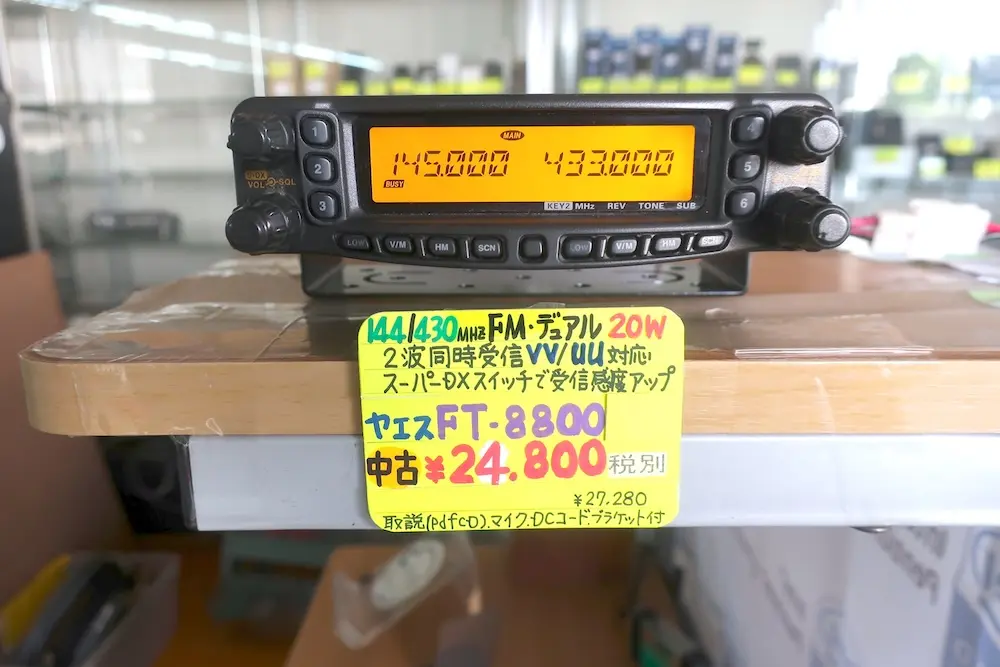 MAIN
145.000 433.000
BUSY
1
2
3
4
5
6
VOL SQL
KEY2 MHz REV TONE SUB
LOW V/M HM SCN LOW V/M HM SCN
144/430MHz FM・デュアル 20W
2波同時受信VV/UU対応
スーパーDXスイッチで受信感度アップ
ヤエスFT-8800
中古¥24.800税別
¥27,280
取説(pdfCD).マイク.DCコード.ブラケット付